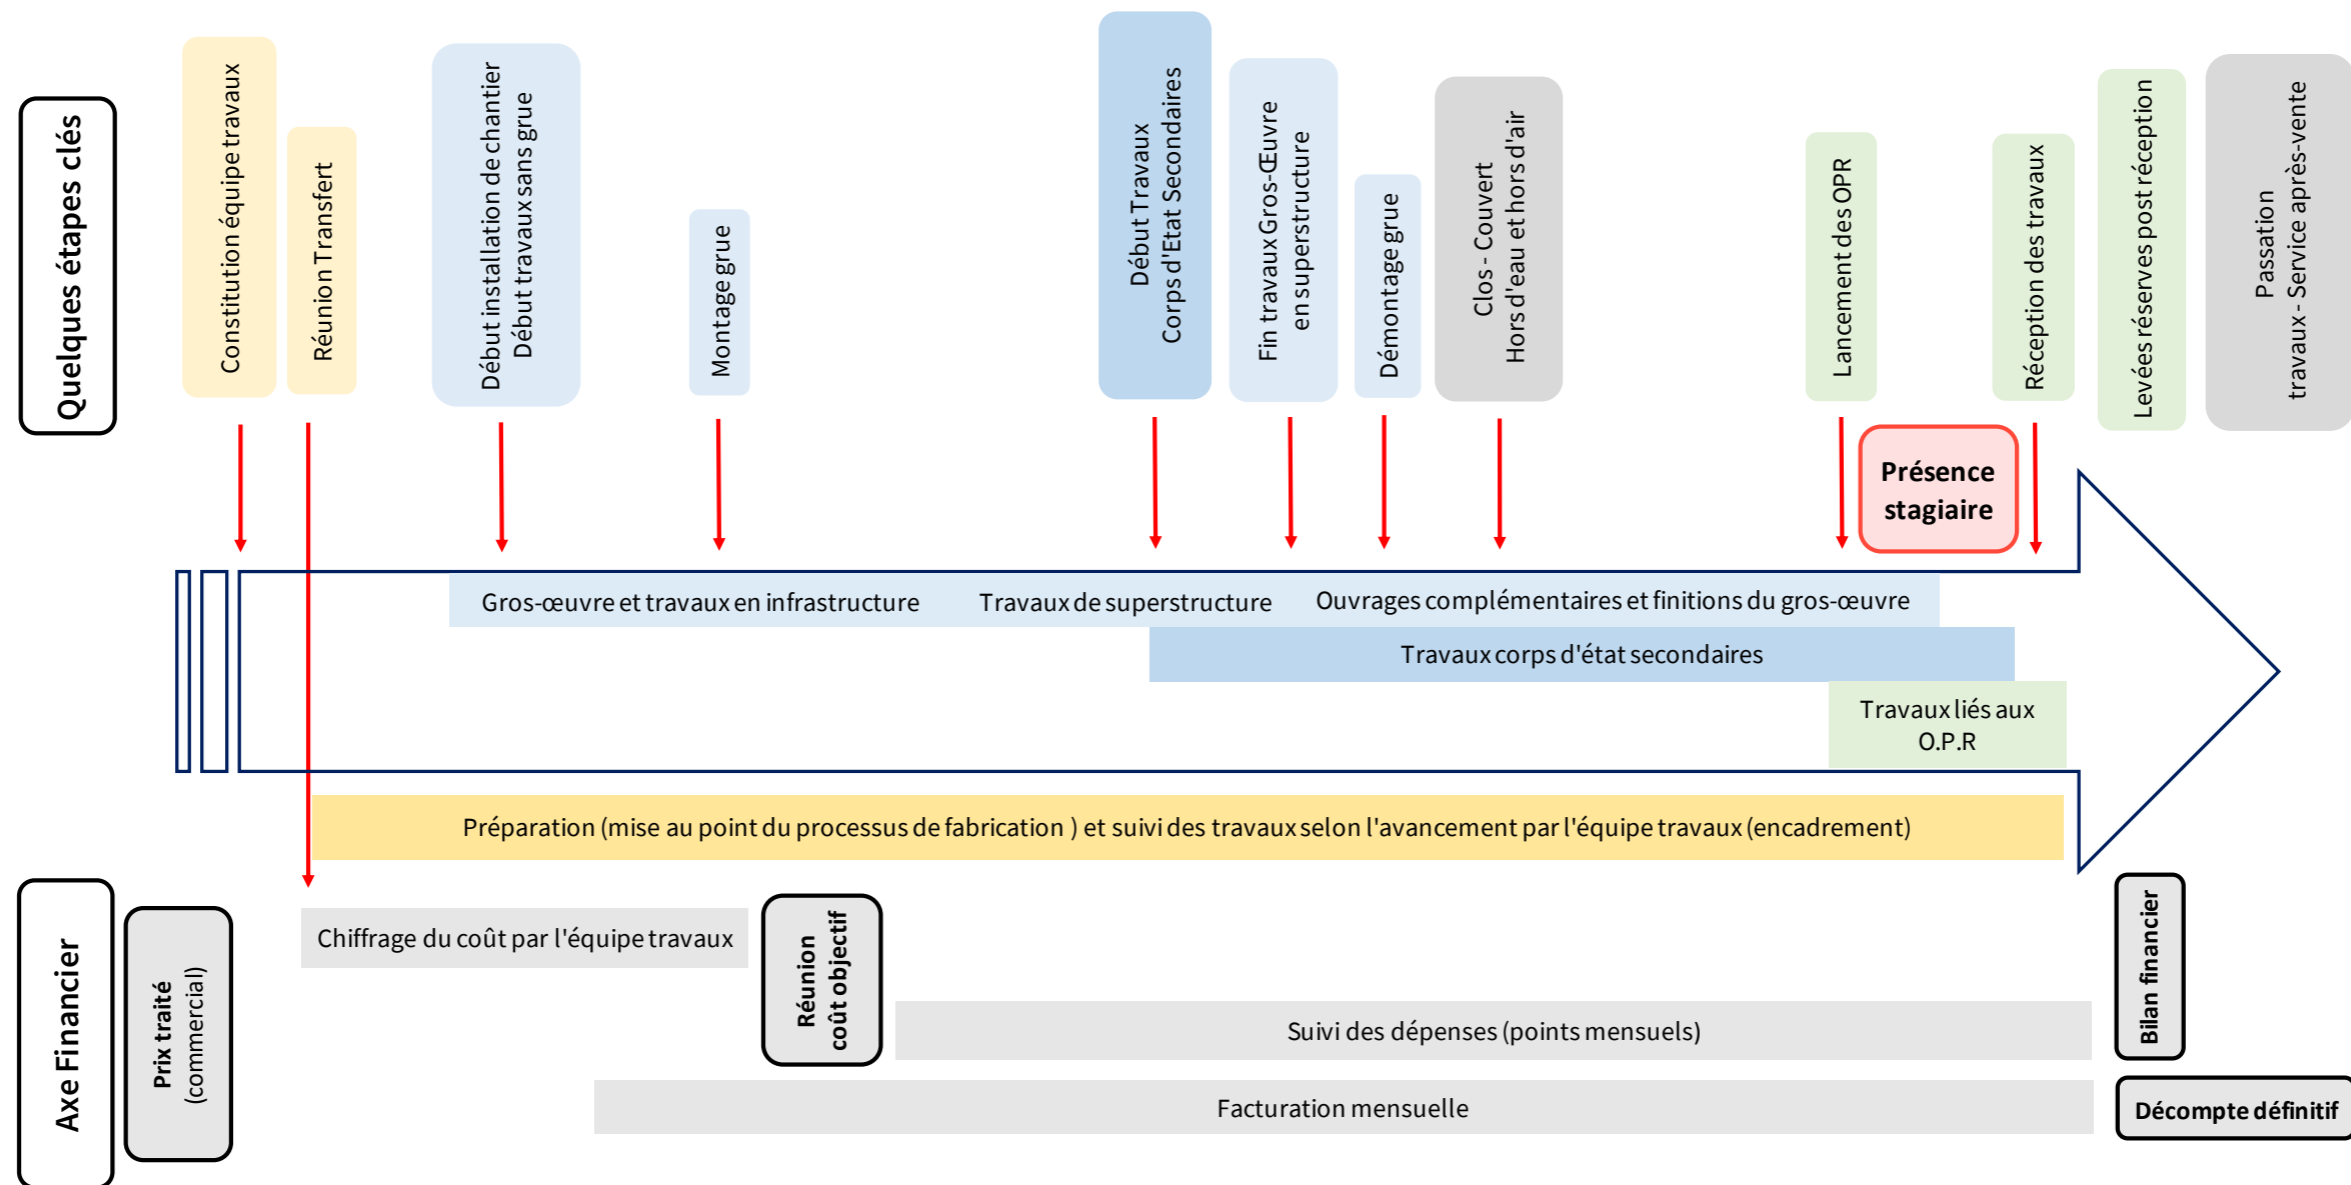 Quelques étapes clés
Constitution équipe travaux
Réunion Transfert
Début installation de chantier
Début travaux sans grue
Montage grue
Début Travaux
Corps d'Etat Secondaires
Fin travaux Gros-Œuvre
en superstructure
Démontage grue
Clos - Couvert
Hors d'eau et hors d'air
Lancement des OPR
Réception des travaux
Levées réserves post réception
Passation
travaux - Service après-vente
Présence
stagiaire
Gros-œuvre et travaux en infrastructure
Travaux de superstructure
Ouvrages complémentaires et finitions du gros-œuvre
Travaux corps d'état secondaires
Travaux liés aux
O.P.R
Préparation (mise au point du processus de fabrication ) et suivi des travaux selon l'avancement par l'équipe travaux (encadrement)
Axe Financier
Prix traité
(commercial)
Chiffrage du coût par l'équipe travaux
Réunion
coût objectif
Suivi des dépenses (points mensuels)
Bilan financier
Facturation mensuelle
Décompte définitif